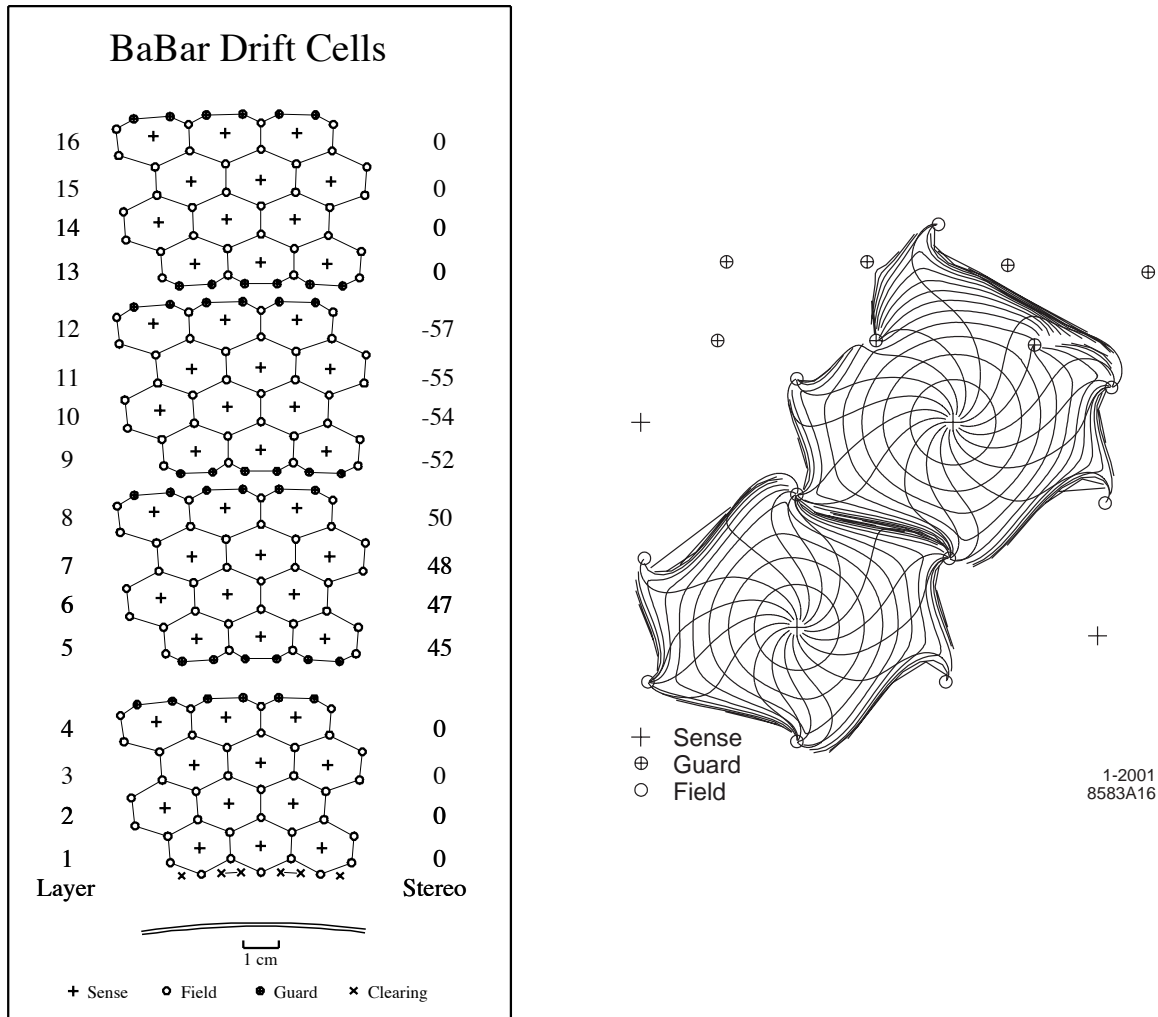 BaBar Drift Cells
16 0
15 0
14 0
13 0
12 -57
11 -55
10 -54
9 -52
8 50
7 48
6 47
5 45
4 0
3 0
2 0
1 0
Layer Stereo
1 cm
Sense Field Guard Clearing
Sense
Guard
Field
1-2001
8583A16